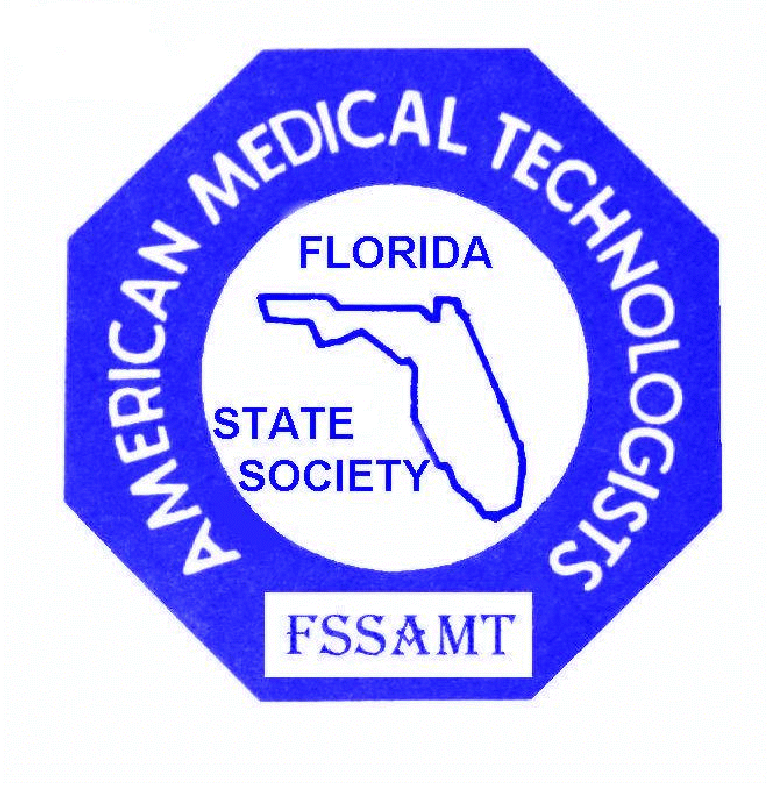 AMERICAN MEDICAL TECHNOLOGISTS
FLORIDA
STATE
SOCIETY
FSSAMT